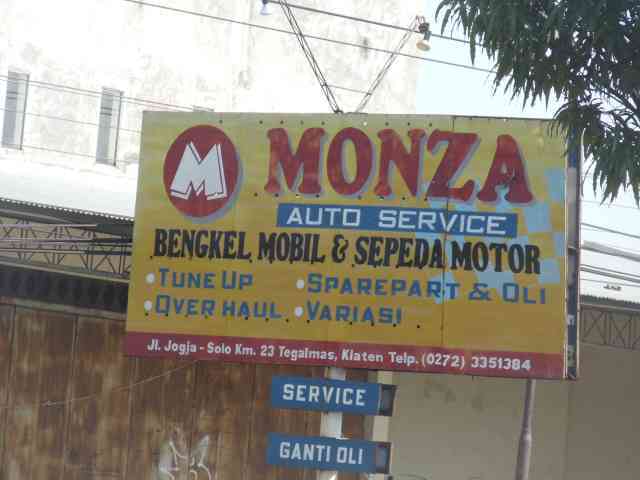 M MONZA
AUTO SERVICE
BENGKEL MOBIL & SEPEDA MOTOR
• TUNE UP • SPAREPART & OLI
• OVER HAUL • VARIASI
Jl. Jogja - Solo Km. 23 Tegalmas, Klaten Telp. (0272) 3351384
SERVICE
GANTI OLI